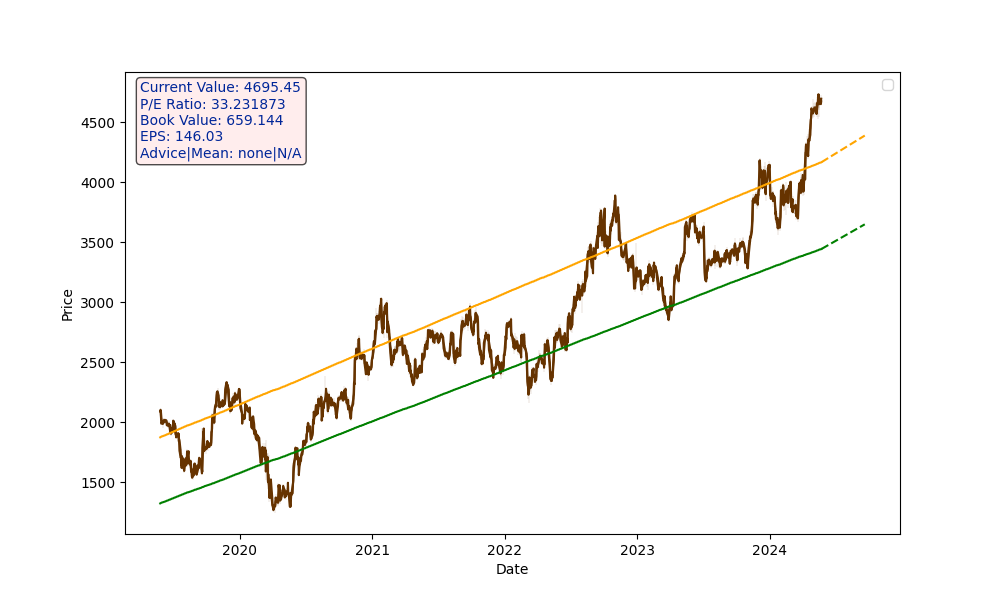 Current Value: 4695.45
P/E Ratio: 33.231873
Book Value: 659.144
EPS: 146.03
Advice|Mean: none|N/A
4500
4000
3500
3000
2500
2000
1500
Price
2020 2021 2022 2023 2024
Date